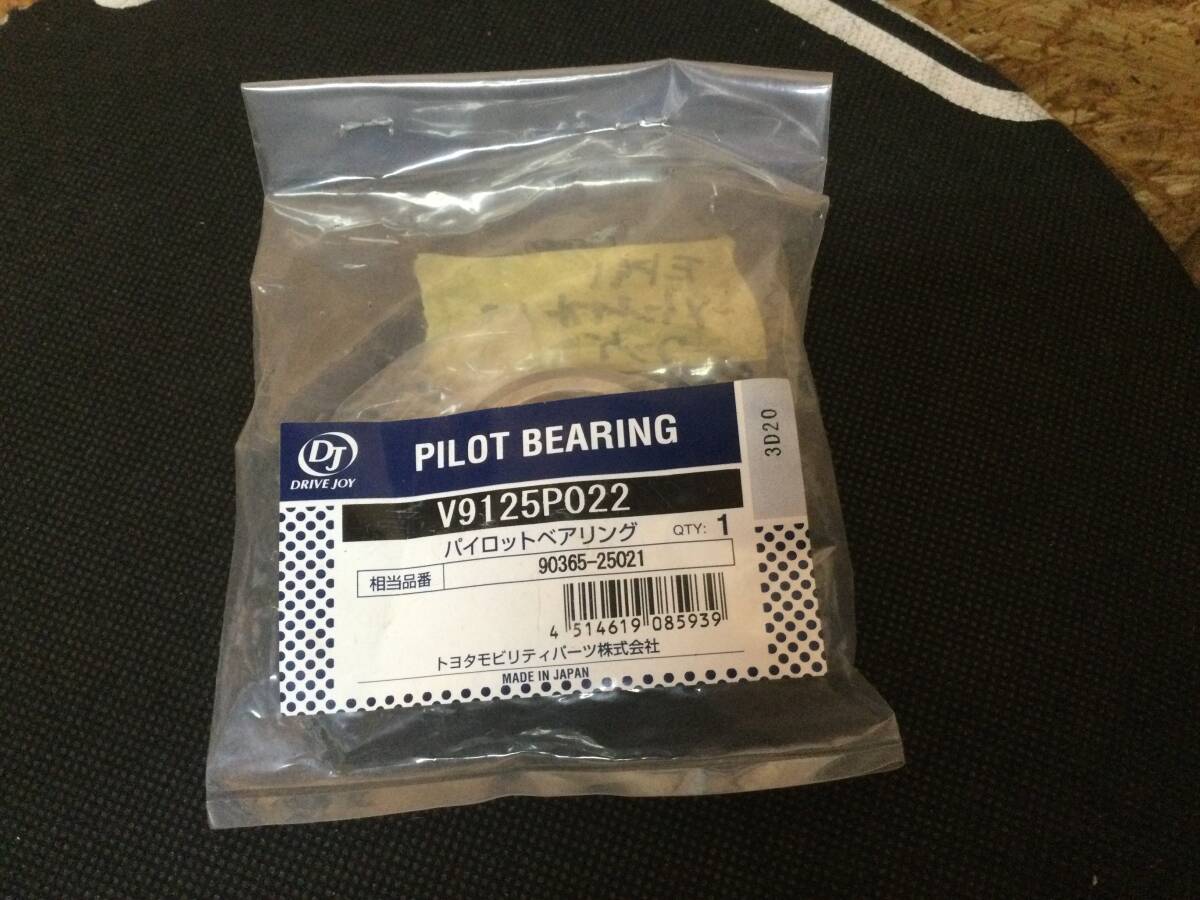 DJ
DRIVE JOY
PILOT BEARING
3D20
V9125P022
パイロットベアリング QTY: 1
相当品番 90365-25021
4 514619 085939
トヨタモビリティパーツ株式会社
MADE IN JAPAN